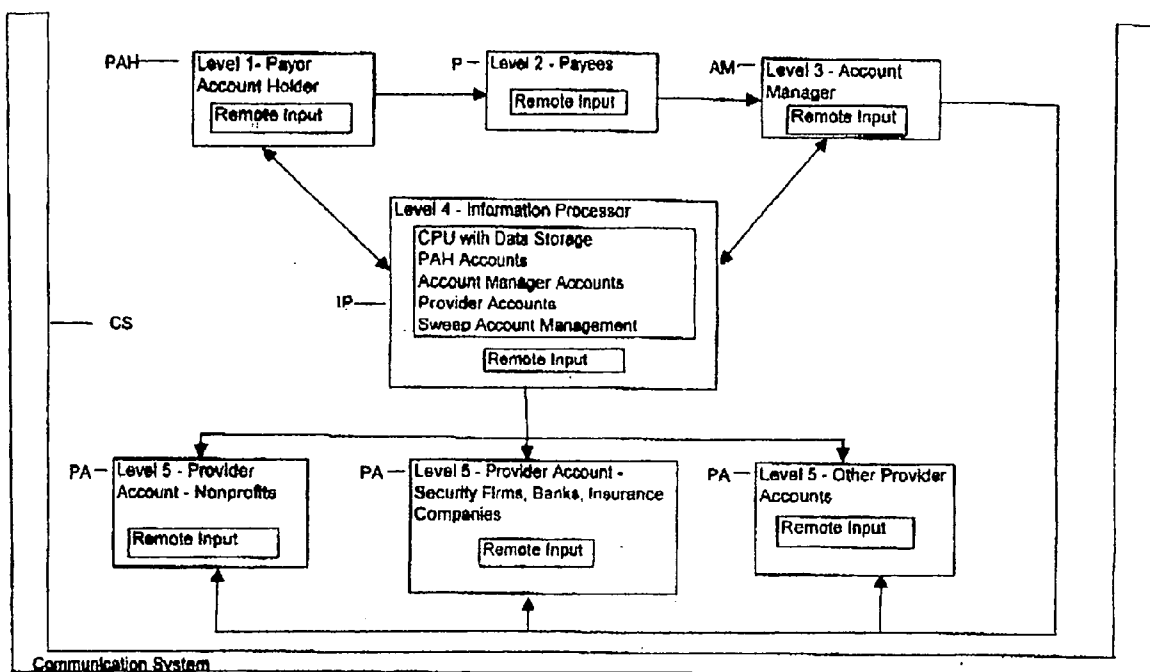 PAH
Level 1- Payor
Account Holder
Remote Input
P
Level 2 - Payees
Remote Input
AM
Level 3 - Account
Manager
Remote Input
Level 4 - Information Processor
CPU with Data Storage
PAH Accounts
Account Manager Accounts
Provider Accounts
Sweep Account Management
Remote Input
IP
CS
PA
Level 5 - Provider
Account - Nonprofits
Remote Input
PA
Level 5 - Provider Account -
Security Firms, Banks, Insurance
Companies
Remote Input
PA
Level 5 - Other Provider
Accounts
Remote Input
Communication System